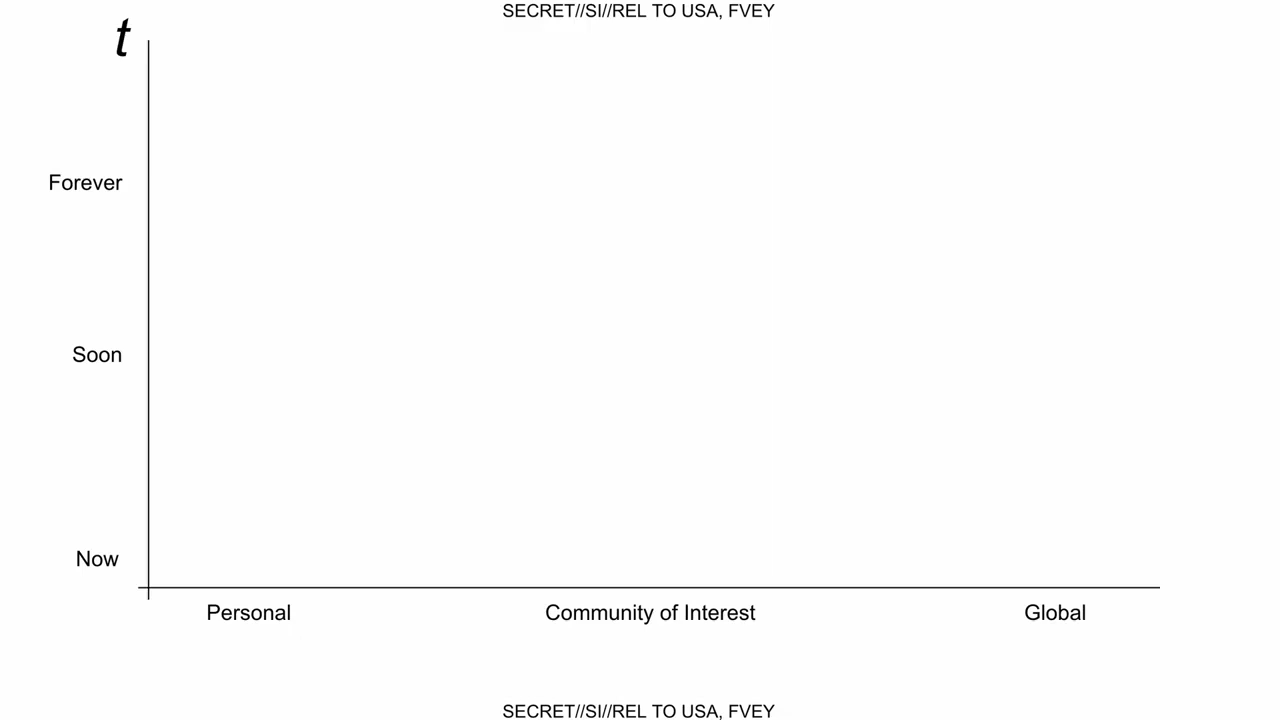 SECRET//SI//REL TO USA, FVEY
t
Forever
Soon
Now
Personal Community of Interest Global
SECRET//SI//REL TO USA, FVEY